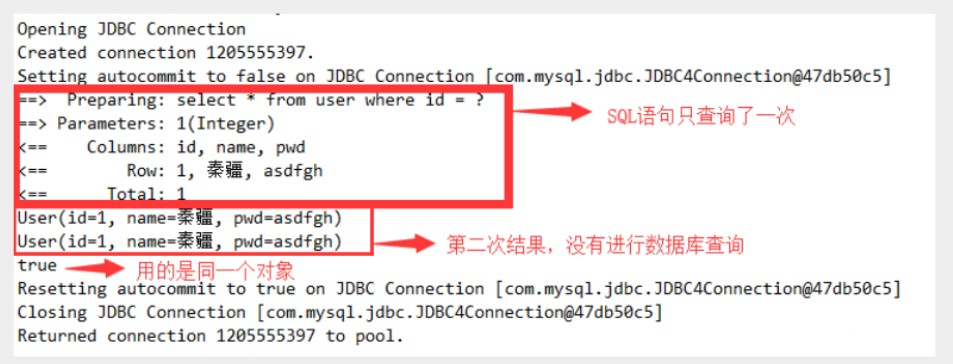 Opening JDBC Connection
Created connection 1205555397.
Setting autocommit to false on JDBC Connection [com.mysql.jdbc.JDBC4Connection@47db50c5]
==>  Preparing: select * from user where id = ?
SQL语句只查询了一次
==> Parameters: 1(Integer)
<==    Columns: id, name, pwd
<==        Row: 1, 秦疆, asdfgh
<==      Total: 1
User(id=1, name=秦疆, pwd=asdfgh)
User(id=1, name=秦疆, pwd=asdfgh)
第二次结果，没有进行数据库查询
true
用的是同一个对象
Resetting autocommit to true on JDBC Connection [com.mysql.jdbc.JDBC4Connection@47db50c5]
Closing JDBC Connection [com.mysql.jdbc.JDBC4Connection@47db50c5]
Returned connection 1205555397 to pool.